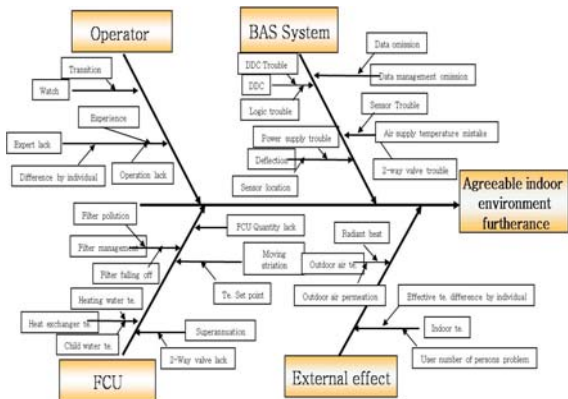 Operator
BAS System
Transition
Watch
Experience
Expert lack
Difference by individual
Operation lack
DDC Trouble
DDC
Logic trouble
Data omission
Data management omission
Sensor Trouble
Power supply trouble
Air supply temperature mistake
Deflection
2-way valve trouble
Sensor location
Agreeable indoor
environment
furtherance
Filter pollution
Filter management
Filter falling off
FCU Quantity lack
Moving
striation
Te. Set point
Heating water te.
Heat exchanger te.
Child water te.
Superannuation
2-Way valve lack
Radiant heat
Outdoor air te.
Outdoor air permeation
Effective te. difference by individual
Indoor te.
User number of persons problem
FCU
External effect